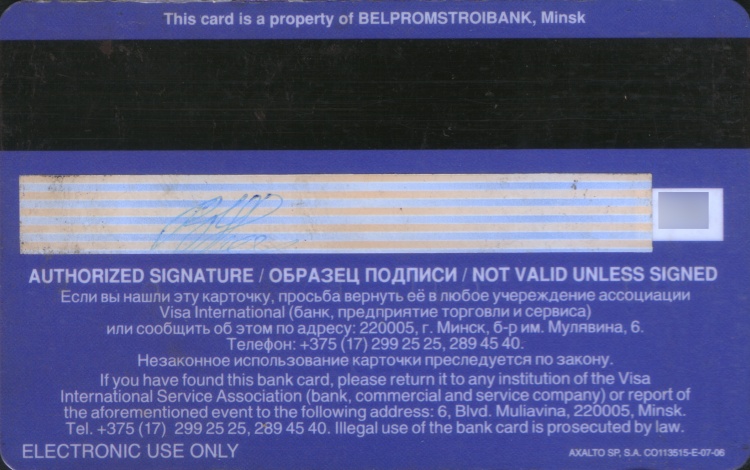 This card is a property of BELPROMSTROIBANK, Minsk
AUTHORIZED SIGNATURE / ОБРАЗЕЦ ПОДПИСИ / NOT VALID UNLESS SIGNED
Если вы нашли эту карточку, просьба вернуть её в любое учереждение ассоциации
Visa International (банк, предприятие торговли и сервиса)
или сообщить об этом по адресу: 220005, г. Минск, б-р им. Мулявина, 6.
Телефон: +375 (17) 299 25 25, 289 45 40.
Незаконное использование карточки преследуется по закону.
If you have found this bank card, please return it to any institution of the Visa
International Service Association (bank, commercial and service company) or report of
the aforementioned event to the following address: 6, Blvd. Muliavina, 220005, Minsk.
Tel. +375 (17) 299 25 25, 289 45 40. Illegal use of the bank card is prosecuted by law.
ELECTRONIC USE ONLY
AXALTO SP, S.A. CO113515-E-07-06